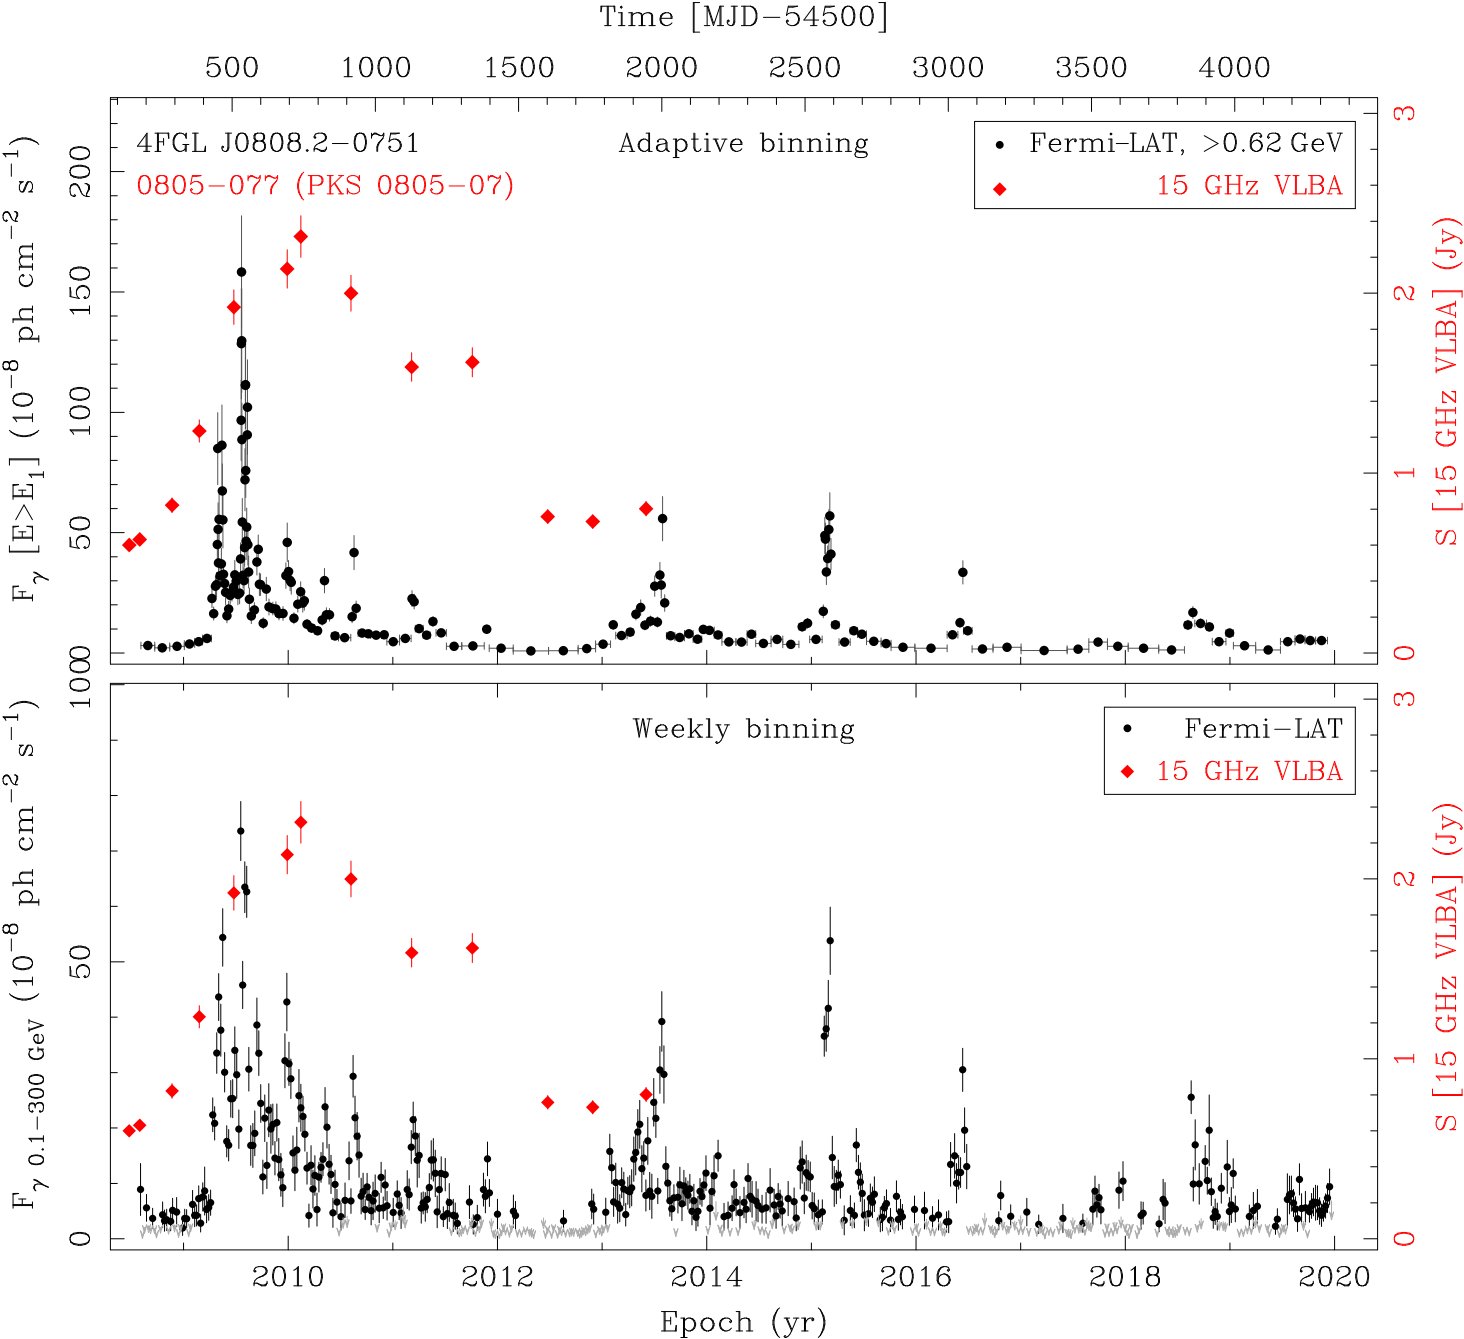 Time [MJD−54500]
500 1000 1500 2000 2500 3000 3500 4000
4FGL J0808.2−0751
0805−077 (PKS 0805−07)
Adaptive binning
Fermi−LAT, >0.62 GeV
15 GHz VLBA
F_γ [E>E_1] (10^−8 ph cm^−2 s^−1)
200
150
100
50
0
3
2
1
0
S [15 GHz VLBA] (Jy)
Weekly binning
Fermi−LAT
15 GHz VLBA
F_γ 0.1−300 GeV (10^−8 ph cm^−2 s^−1)
100
50
0
3
2
1
0
S [15 GHz VLBA] (Jy)
2010 2012 2014 2016 2018 2020
Epoch (yr)